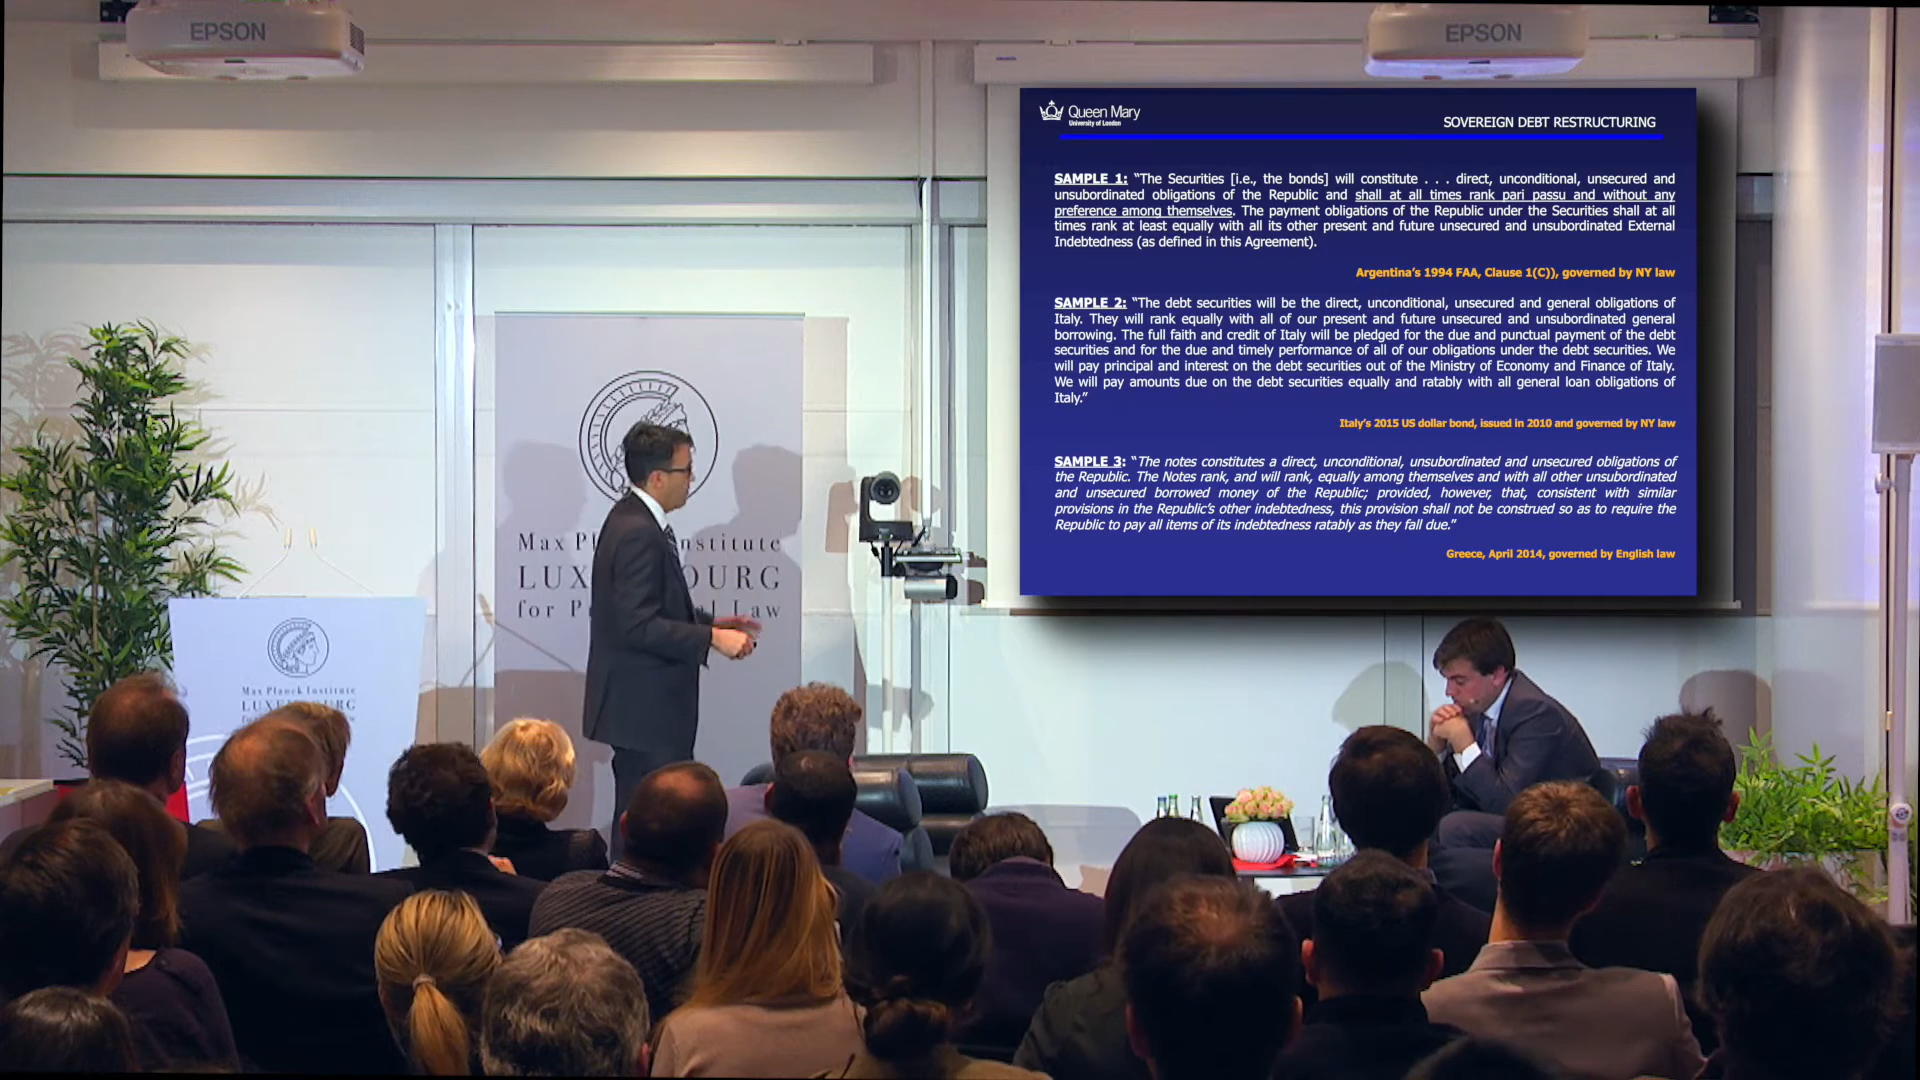 EPSON
EPSON
Queen Mary
University of London
SOVEREIGN DEBT RESTRUCTURING
SAMPLE 1: “The Securities [i.e., the bonds] will constitute . . . direct, unconditional, unsecured and
unsubordinated obligations of the Republic and shall at all times rank pari passu and without any
preference among themselves. The payment obligations of the Republic under the Securities shall at all
times rank at least equally with all its other present and future unsecured and unsubordinated External
Indebtedness (as defined in this Agreement).
Argentina’s 1994 FAA, Clause 1(C)), governed by NY law
SAMPLE 2: “The debt securities will be the direct, unconditional, unsecured and general obligations of
Italy. They will rank equally with all of our present and future unsecured and unsubordinated general
borrowing. The full faith and credit of Italy will be pledged for the due and punctual payment of the debt
securities and for the due and timely performance of all of our obligations under the debt securities. We
will pay principal and interest on the debt securities out of the Ministry of Economy and Finance of Italy.
We will pay amounts due on the debt securities equally and ratably with all general loan obligations of
Italy.”
Italy’s 2015 US dollar bond, issued in 2010 and governed by NY law
SAMPLE 3: “The notes constitutes a direct, unconditional, unsubordinated and unsecured obligations of
the Republic. The Notes rank, and will rank, equally among themselves and with all other unsubordinated
and unsecured borrowed money of the Republic; provided, however, that, consistent with similar
provisions in the Republic’s other indebtedness, this provision shall not be construed so as to require the
Republic to pay all items of its indebtedness ratably as they fall due.”
Greece, April 2014, governed by English law
Max Pl nstitute
LUX OURG
for P l Law
Max Planck Institute
LUXE URG